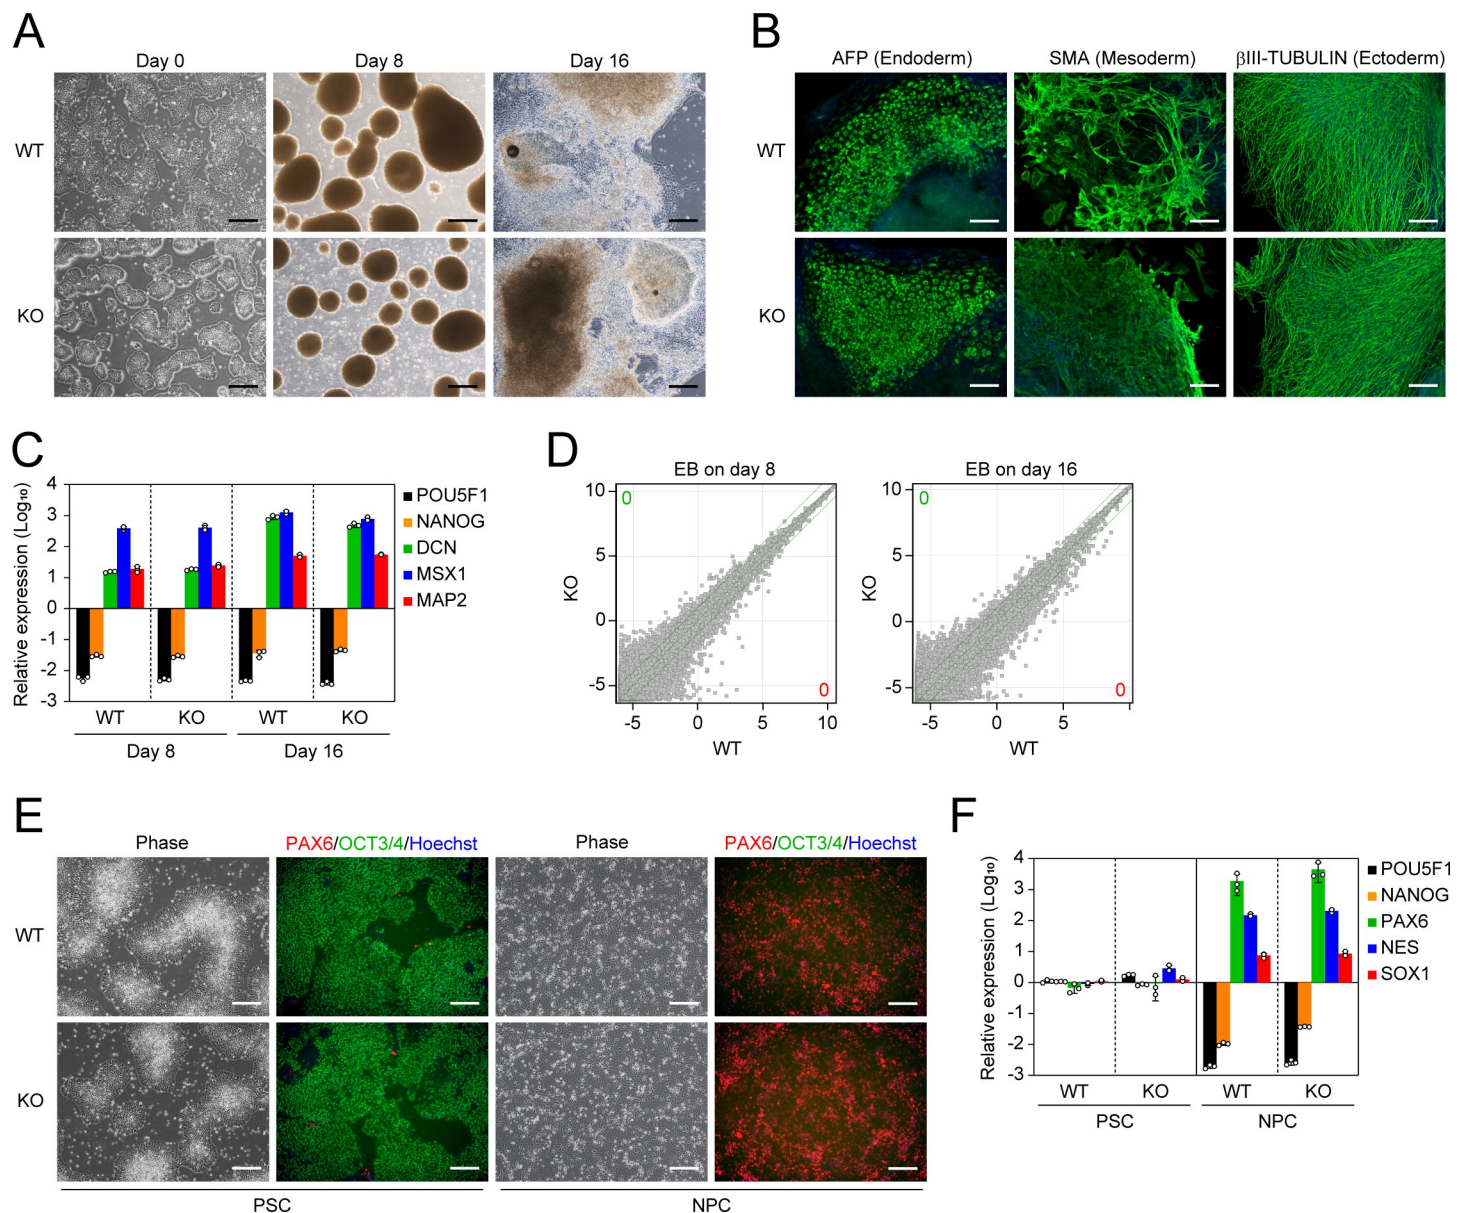 A
Day 0
Day 8
Day 16
WT
KO
B
AFP (Endoderm)
SMA (Mesoderm)
βIII-TUBULIN (Ectoderm)
WT
KO
C
Relative expression (Log₁₀)
4
3
2
1
0
-1
-2
-3
WT
KO
WT
KO
Day 8
Day 16
POU5F1
NANOG
DCN
MSX1
MAP2
D
EB on day 8
KO
10
5
0
-5
0
0
-5
0
5
10
WT
EB on day 16
KO
10
5
0
-5
0
0
-5
0
5
WT
E
Phase
PAX6/OCT3/4/Hoechst
Phase
PAX6/OCT3/4/Hoechst
WT
KO
PSC
NPC
F
Relative expression (Log₁₀)
4
3
2
1
0
-1
-2
-3
WT
KO
WT
KO
PSC
NPC
POU5F1
NANOG
PAX6
NES
SOX1